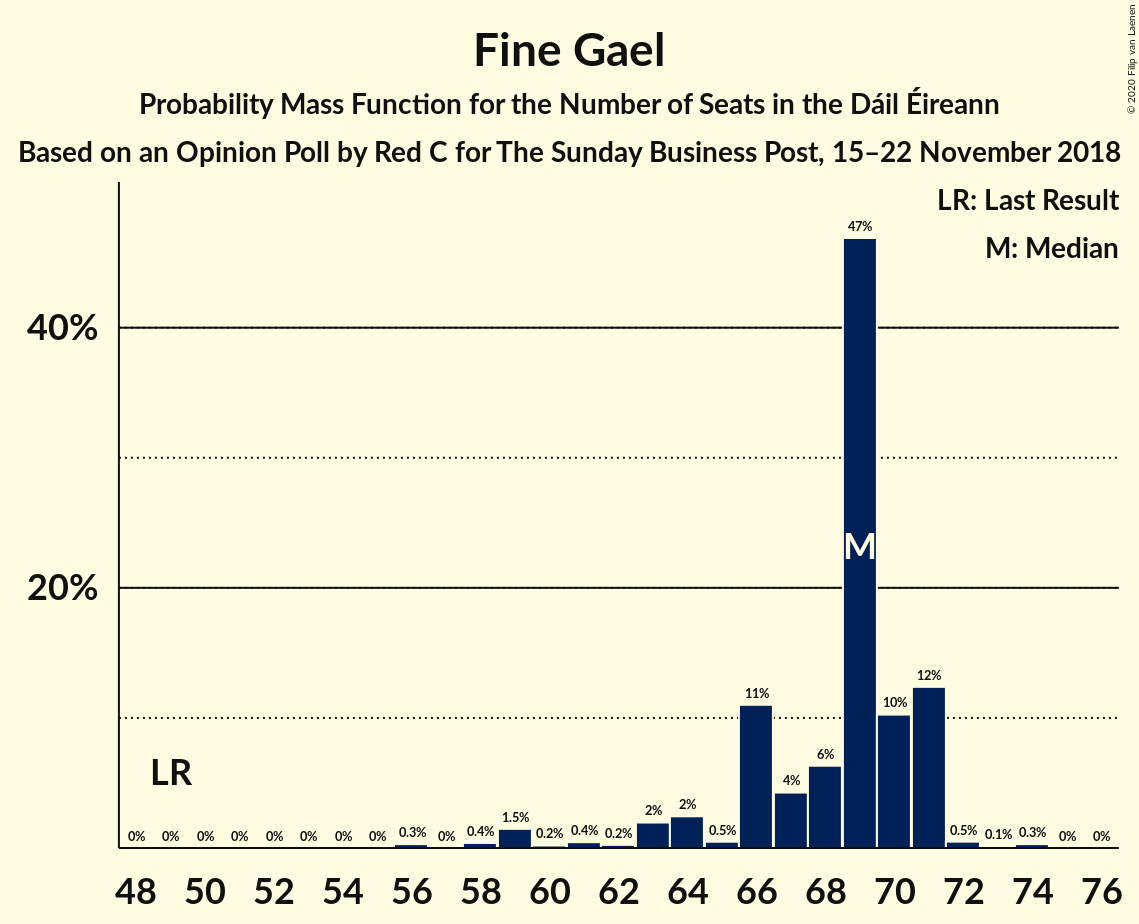 Fine Gael
Probability Mass Function for the Number of Seats in the Dáil Éireann
Based on an Opinion Poll by Red C for The Sunday Business Post, 15–22 November 2018
© 2020 Filip van Laenen
LR: Last Result
M: Median
47%
40%
M
20%
12%
11%
10%
6%
LR
4%
2% 2%
1.5%
0% 0% 0% 0% 0% 0% 0% 0% 0.3% 0% 0.4% 0.2% 0.4% 0.2% 0.5% 0.5% 0.1% 0.3% 0% 0%
48 50 52 54 56 58 60 62 64 66 68 70 72 74 76